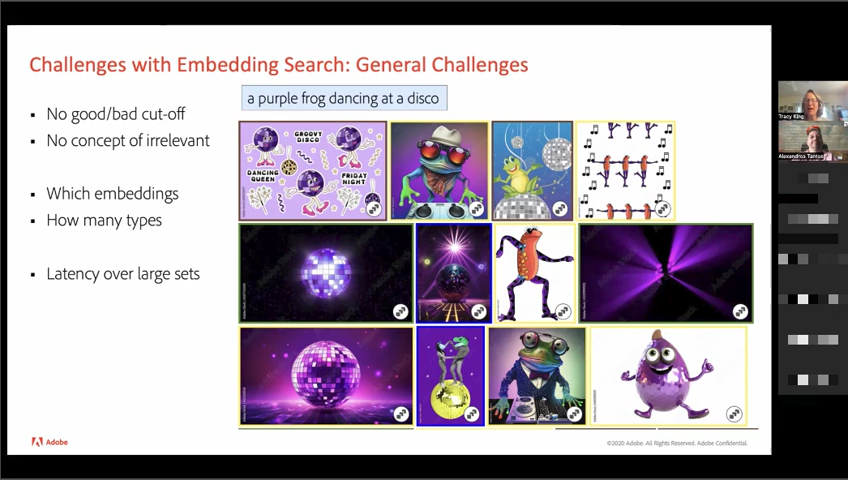 Challenges with Embedding Search: General Challenges
a purple frog dancing at a disco
▪ No good/bad cut-off
▪ No concept of irrelevant
▪ Which embeddings
▪ How many types
▪ Latency over large sets
GROOVY
DISCO
DANCING
QUEEN
FRIDAY
NIGHT
Adobe
©2020 Adobe. All Rights Reserved. Adobe Confidential.
Tracy King
Alexandros Tantos